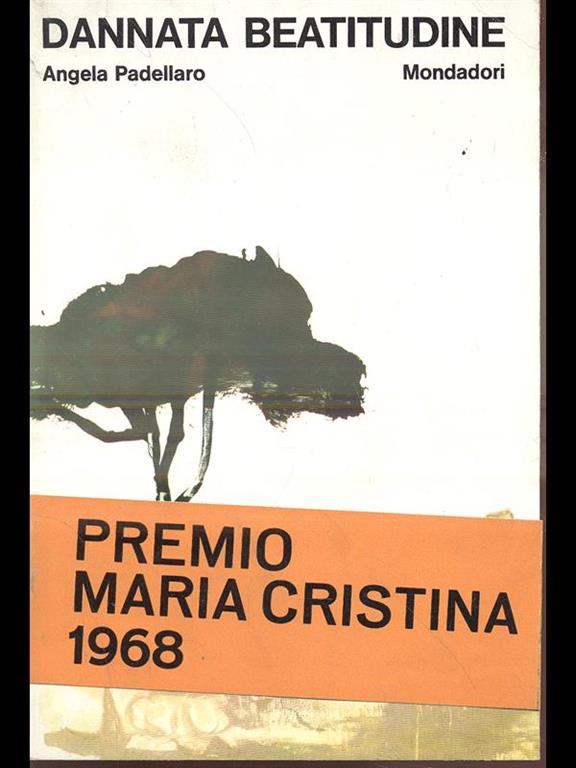 DANNATA BEATITUDINE
Angela Padellaro Mondadori
PREMIO
MARIA CRISTINA
1968